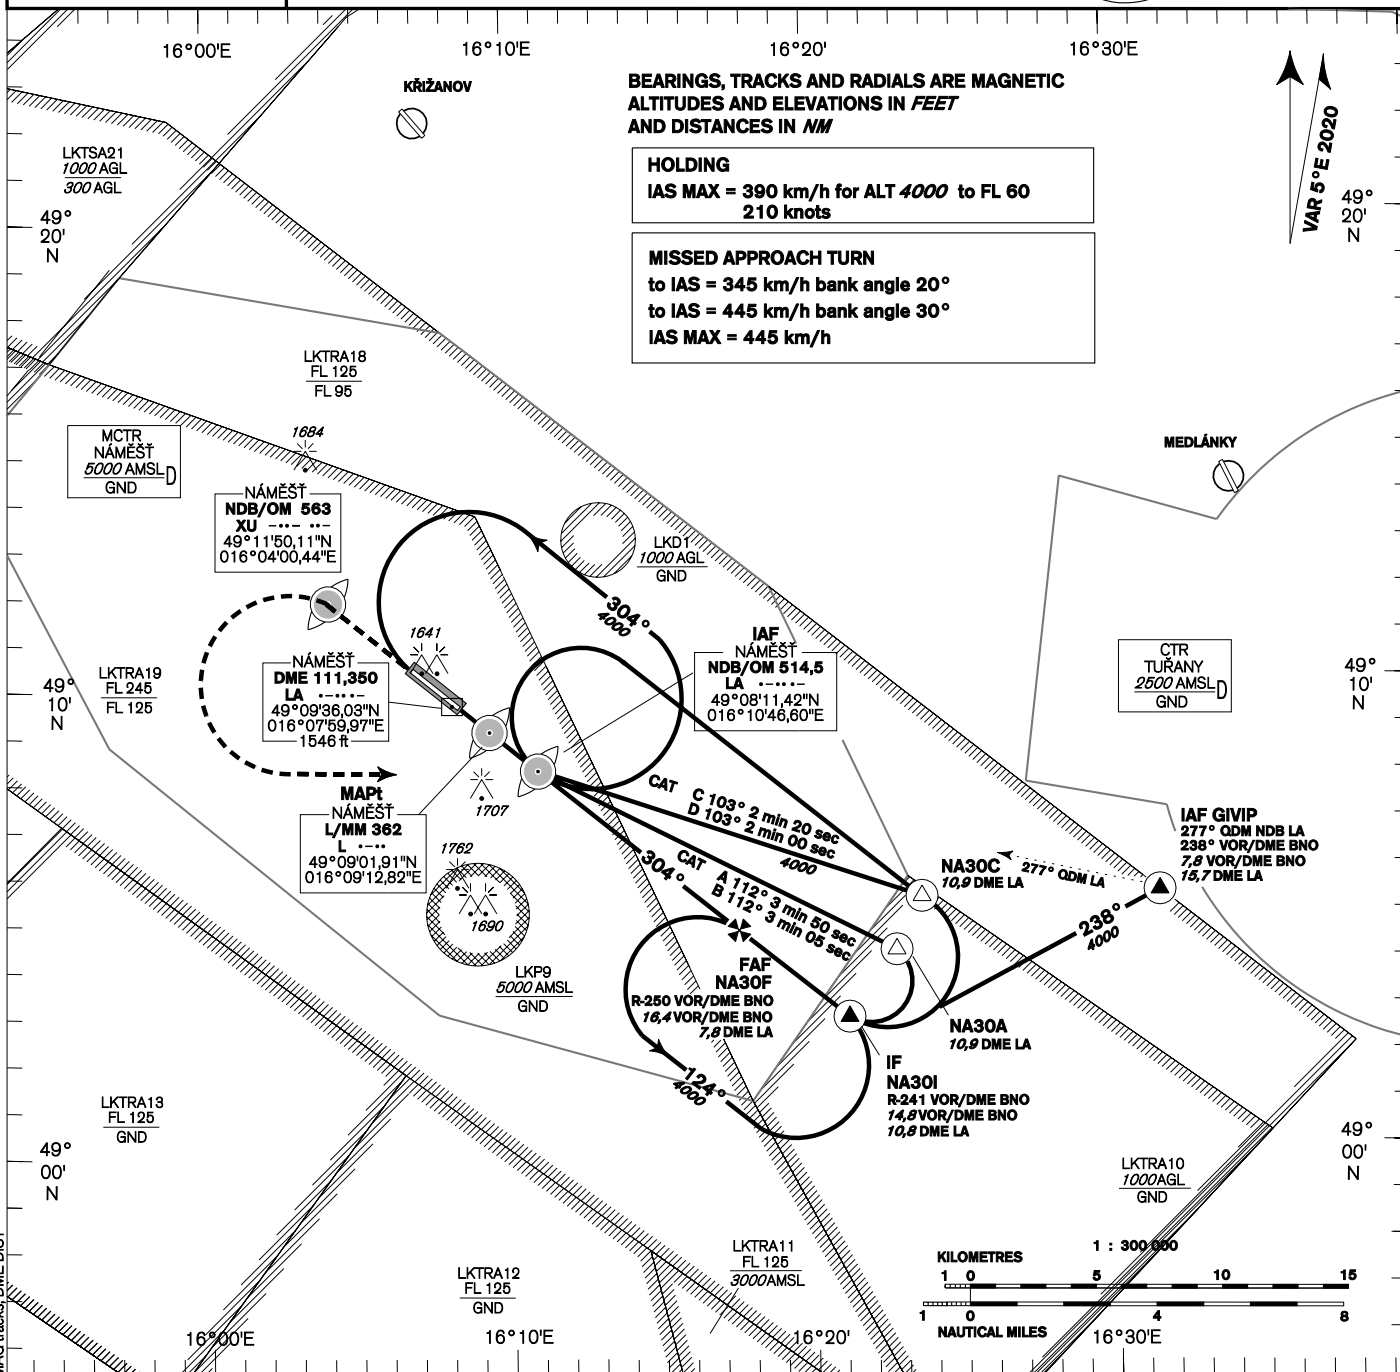 16°00'E
16°10'E
16°20'
16°30'E
KŘIŽANOV
BEARINGS, TRACKS AND RADIALS ARE MAGNETIC
ALTITUDES AND ELEVATIONS IN FEET
AND DISTANCES IN NM
VAR 5°E 2020
LKTSA21
1000 AGL
300 AGL
HOLDING
IAS MAX = 390 km/h for ALT 4000 to FL 60
210 knots
49°
20'
N
49°
20'
N
MISSED APPROACH TURN
to IAS = 345 km/h bank angle 20°
to IAS = 445 km/h bank angle 30°
IAS MAX = 445 km/h
LKTRA18
FL 125
FL 95
MCTR
NÁMĚŠŤ
5000 AMSL
GND
D
1684
MEDLÁNKY
NÁMĚŠŤ
NDB/OM 563
XU -··- ··-
49°11'50,11"N
016°04'00,44"E
LKD1
1000 AGL
GND
304°
4000
1641
IAF
NÁMĚŠŤ
NDB/OM 514,5
LA ·-··-·-
49°08'11,42"N
016°10'46,60"E
CTR
TUŘANY
2500 AMSL
GND
D
LKTRA19
FL 245
FL 125
49°
10'
N
49°
10'
N
NÁMĚŠŤ
DME 111,350
LA ·-··-·-
49°09'36,03"N
016°07'59,97"E
1546 ft
MAPt
NÁMĚŠŤ
L/MM 362
L ·-··
49°09'01,91"N
016°09'12,82"E
1707
CAT C 103° 2 min 20 sec
D 103° 2 min 00 sec
4000
IAF GIVIP
277° QDM NDB LA
238° VOR/DME BNO
7,8 VOR/DME BNO
15,7 DME LA
1762
1690
304°
CAT A 112° 3 min 50 sec
B 112° 3 min 05 sec
NA30C
10,9 DME LA
277° QDM LA
238°
4000
LKP9
5000 AMSL
GND
FAF
NA30F
R-250 VOR/DME BNO
16,4 VOR/DME BNO
7,8 DME LA
NA30A
10,9 DME LA
124°
4000
IF
NA30I
R-241 VOR/DME BNO
14,8 VOR/DME BNO
10,8 DME LA
LKTRA13
FL 125
GND
49°
00'
N
49°
00'
N
LKTRA10
1000AGL
GND
LKTRA11
FL 125
3000AMSL
LKTRA12
FL 125
GND
1 : 300 000
KILOMETRES
1 0 5 10 15
1 0 4 8
NAUTICAL MILES
16°00'E
16°10'E
16°20'
16°30'E